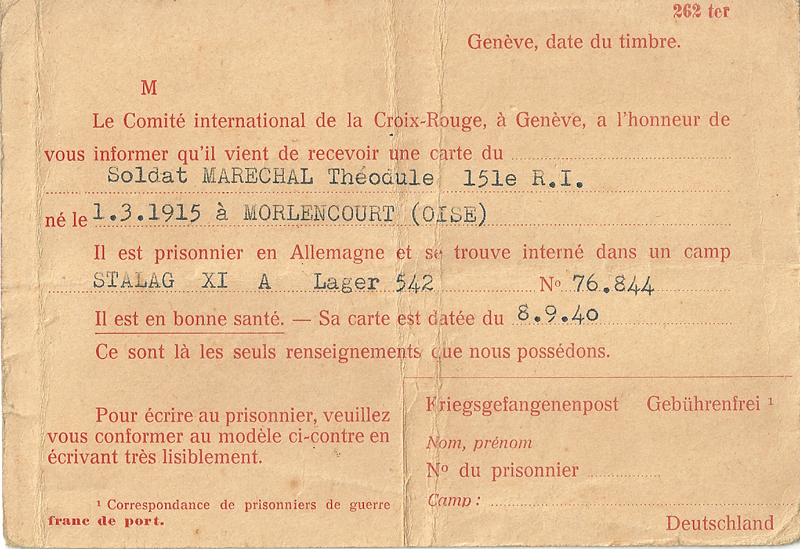 262 ter
Genève, date du timbre.
M
Le Comité international de la Croix-Rouge, à Genève, a l'honneur de
vous informer qu'il vient de recevoir une carte du
Soldat MARECHAL Théodule 151e R.I.
né le 1.3.1915 à MORLENCOURT (OISE)
Il est prisonnier en Allemagne et se trouve interné dans un camp
STALAG XI A Lager 542 No 76.844
Il est en bonne santé. — Sa carte est datée du 8.9.40
Ce sont là les seuls renseignements que nous possédons.
Pour écrire au prisonnier, veuillez
vous conformer au modèle ci-contre en
écrivant très lisiblement.
¹ Correspondance de prisonniers de guerre
franc de port.
Kriegsgefangenenpost Gebührenfrei ¹
Nom, prénom
No du prisonnier
Camp :
Deutschland